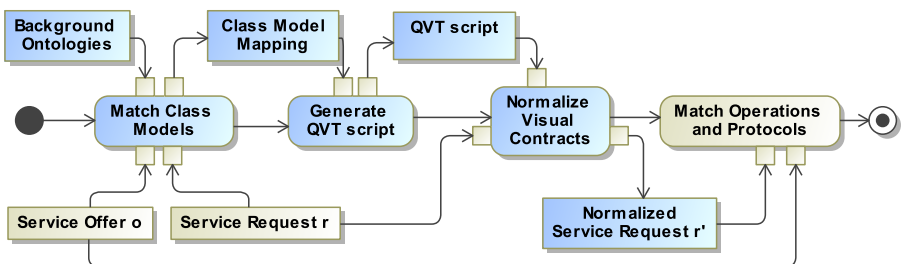 Background
Ontologies
Class Model
Mapping
QVT script
Match Class
Models
Generate
QVT script
Normalize
Visual
Contracts
Match Operations
and Protocols
Service Offer o
Service Request r
Normalized
Service Request r'